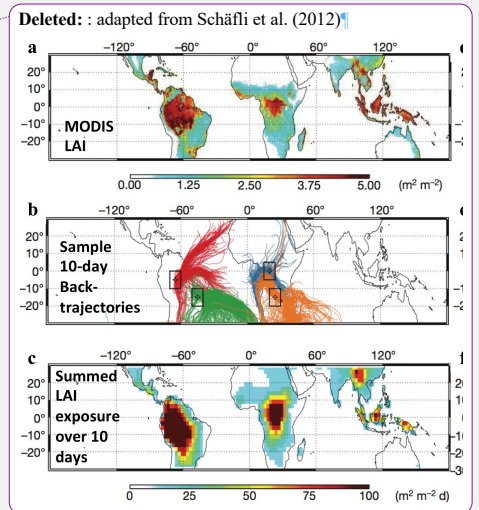 Deleted: : adapted from Schäfli et al. (2012)¶
a
−120° −60° 0° 60° 120°
20°
10°
0°
−10°
−20°
MODIS
LAI
0.00 1.25 2.50 3.75 5.00 (m² m⁻²)
b
−120° −60° 0° 60° 120°
20°
10°
0°
−10°
−20°
Sample
10-day
Back-
trajectories
c
−120° −60° 0° 60° 120°
20°
10°
0°
−10°
−20°
Summed
LAI
exposure
over 10
days
0 25 50 75 100 (m² m⁻² d)